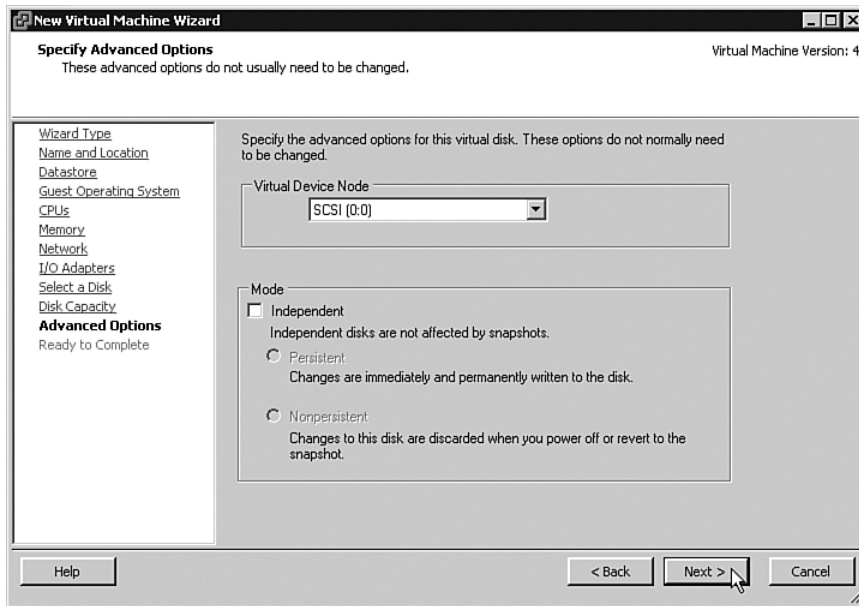 New Virtual Machine Wizard
Specify Advanced Options
Virtual Machine Version: 4
These advanced options do not usually need to be changed.
Wizard Type
Name and Location
Datastore
Guest Operating System
CPUs
Memory
Network
I/O Adapters
Select a Disk
Disk Capacity
Advanced Options
Ready to Complete
Specify the advanced options for this virtual disk. These options do not normally need
to be changed.
Virtual Device Node
SCSI (0:0)
Mode
Independent
Independent disks are not affected by snapshots.
Persistent
Changes are immediately and permanently written to the disk.
Nonpersistent
Changes to this disk are discarded when you power off or revert to the
snapshot.
Help
< Back
Next >
Cancel